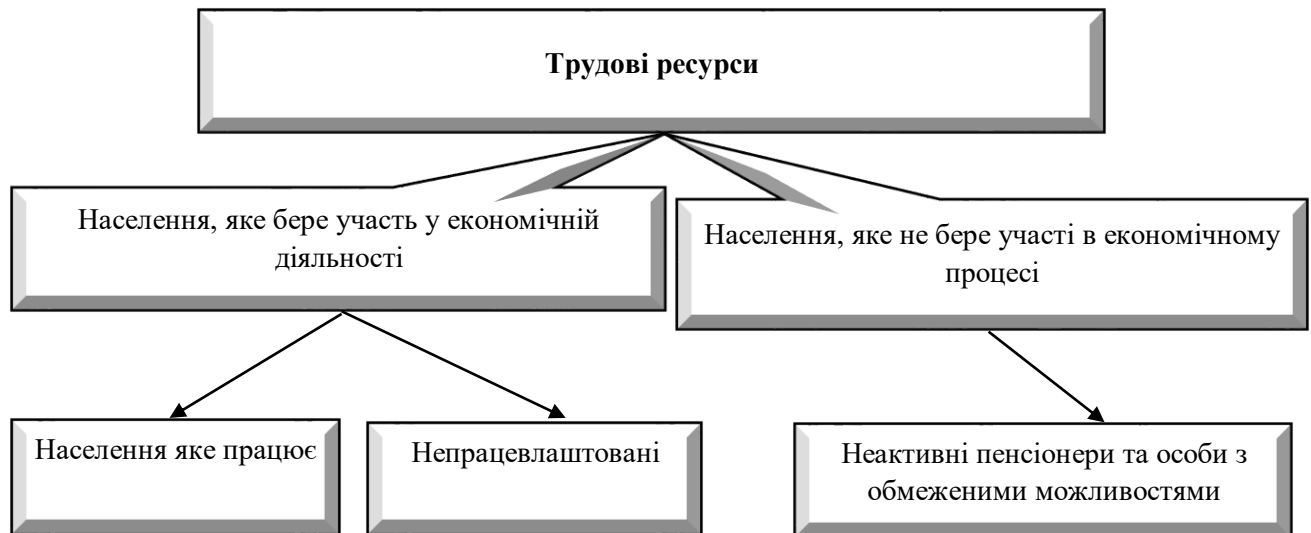 Трудові ресурси
Населення, яке бере участь у економічній
діяльності
Населення, яке не бере участі в економічному
процесі
Населення яке працює
Непрацевлаштовані
Неактивні пенсіонери та особи з
обмеженими можливостями